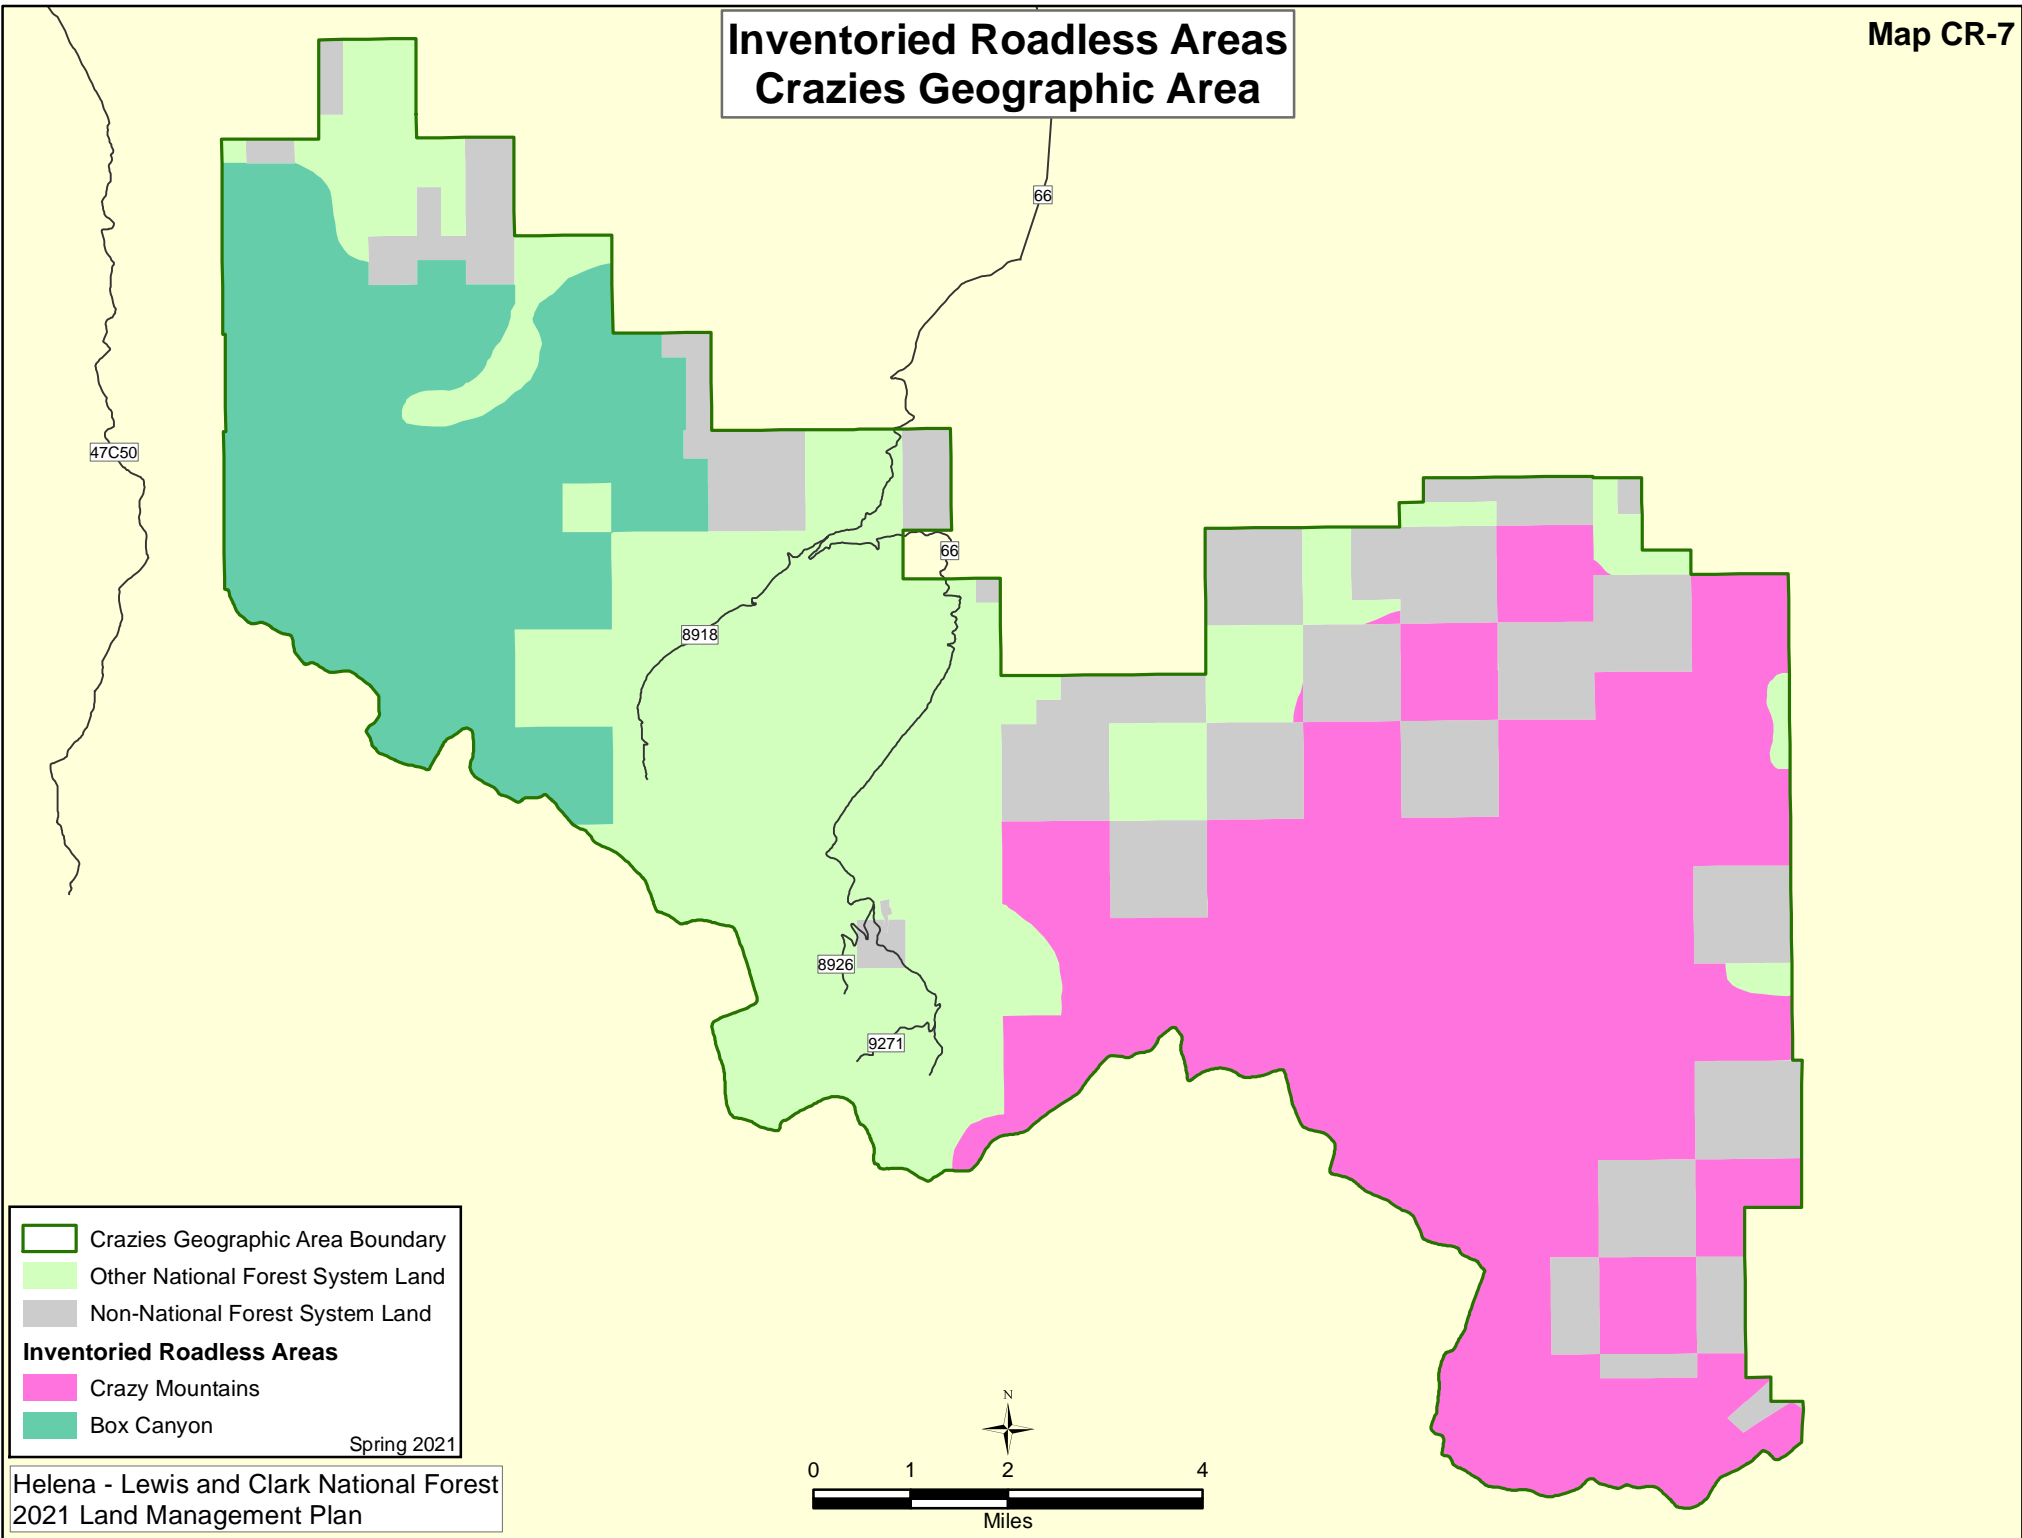 Inventoried Roadless Areas
Crazies Geographic Area
Map CR-7
66
47C50
66
8918
8926
9271
Crazies Geographic Area Boundary
Other National Forest System Land
Non-National Forest System Land
Inventoried Roadless Areas
Crazy Mountains
Box Canyon
Spring 2021
Helena - Lewis and Clark National Forest
2021 Land Management Plan
N
0 1 2 4
Miles